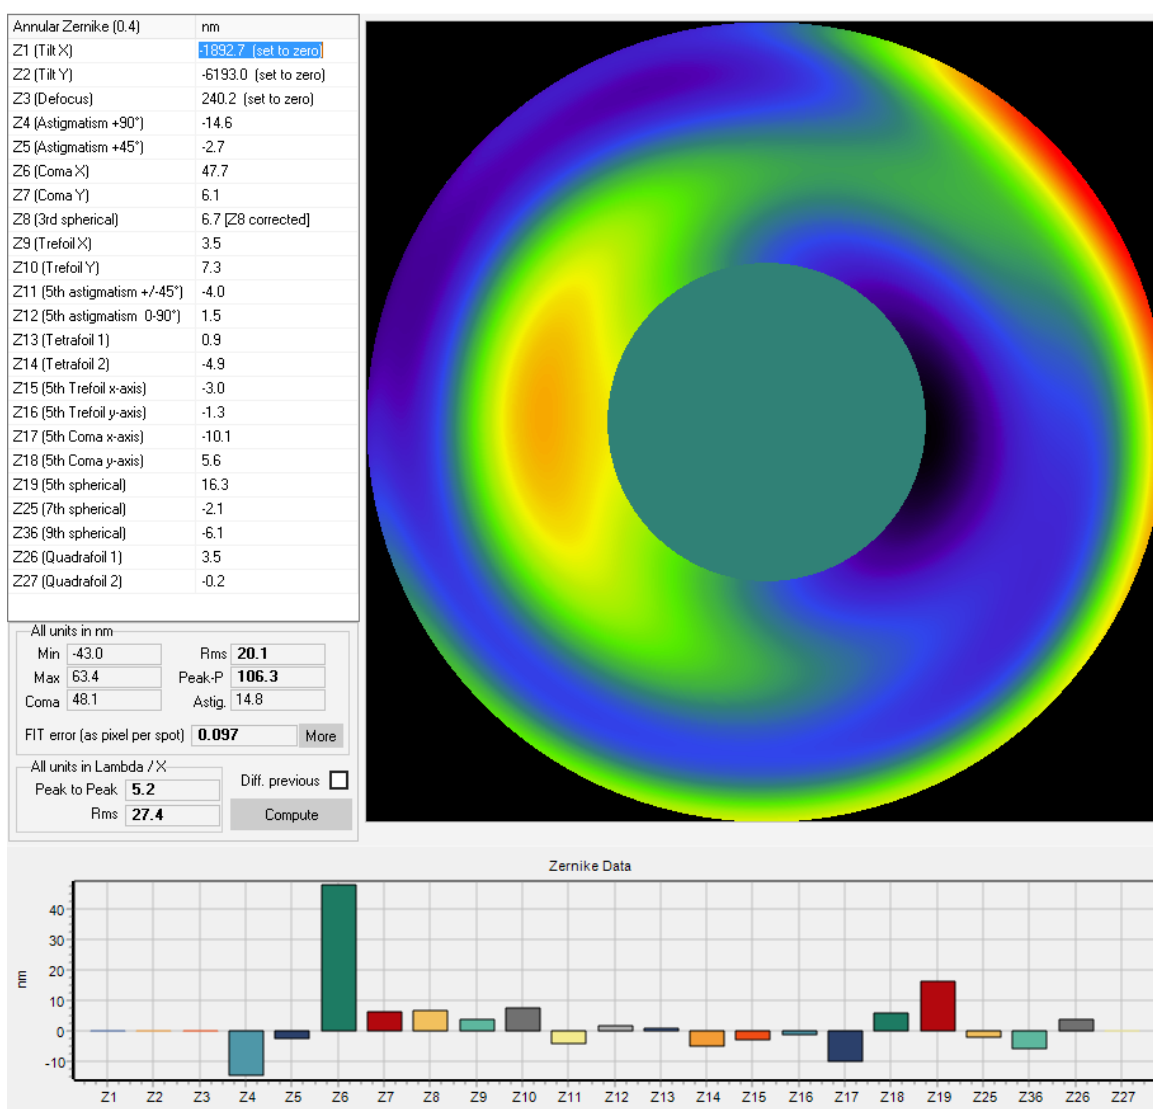 Annular Zernike (0.4) nm
Z1 (Tilt X) -1892.7 (set to zero)
Z2 (Tilt Y) -6193.0 (set to zero)
Z3 (Defocus) 240.2 (set to zero)
Z4 (Astigmatism +90°) -14.6
Z5 (Astigmatism +45°) -2.7
Z6 (Coma X) 47.7
Z7 (Coma Y) 6.1
Z8 (3rd spherical) 6.7 [Z8 corrected]
Z9 (Trefoil X) 3.5
Z10 (Trefoil Y) 7.3
Z11 (5th astigmatism +/-45°) -4.0
Z12 (5th astigmatism 0-90°) 1.5
Z13 (Tetrafoil 1) 0.9
Z14 (Tetrafoil 2) -4.9
Z15 (5th Trefoil x-axis) -3.0
Z16 (5th Trefoil y-axis) -1.3
Z17 (5th Coma x-axis) -10.1
Z18 (5th Coma y-axis) 5.6
Z19 (5th spherical) 16.3
Z25 (7th spherical) -2.1
Z36 (9th spherical) -6.1
Z26 (Quadrafoil 1) 3.5
Z27 (Quadrafoil 2) -0.2
All units in nm
Min -43.0 Rms 20.1
Max 63.4 Peak-P 106.3
Coma 48.1 Astig. 14.8
FIT error (as pixel per spot) 0.097 More
All units in Lambda / X
Peak to Peak 5.2 Diff. previous
Rms 27.4 Compute
Zernike Data
40
30
20
10
0
-10
nm
Z1 Z2 Z3 Z4 Z5 Z6 Z7 Z8 Z9 Z10 Z11 Z12 Z13 Z14 Z15 Z16 Z17 Z18 Z19 Z25 Z36 Z26 Z27